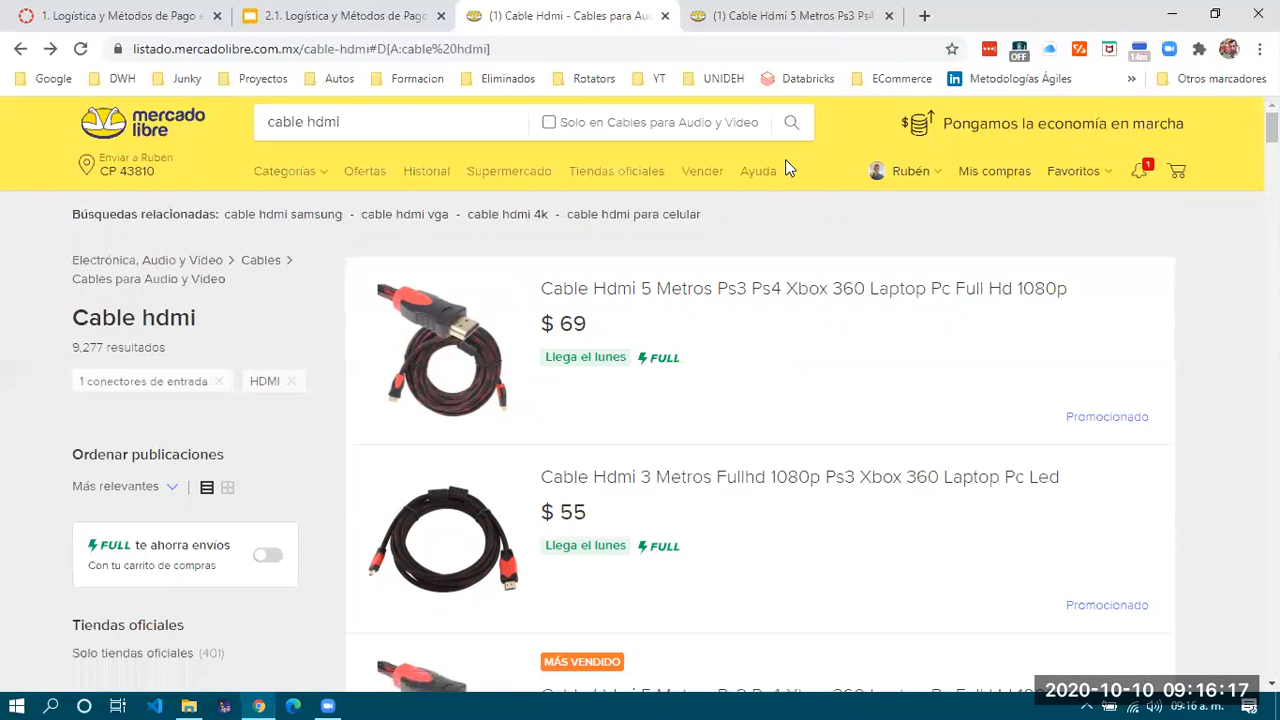 1. Logística y Métodos de Pago
2.1. Logística y Métodos de Pago
(1) Cable Hdmi - Cables para Au
(1) Cable Hdmi 5 Metros Ps3 Ps4
listado.mercadolibre.com.mx/cable-hdmi#D[A:cable%20hdmi]
OFF
14m
Google
DWH
Junky
Proyectos
Autos
Formacion
Eliminados
Rotators
YT
UNIDEH
Databricks
ECommerce
Metodologías Ágiles
»
Otros marcadores
mercado
libre
cable hdmi
Solo en Cables para Audio y Video
$ Pongamos la economía en marcha
Enviar a Rubén
CP 43810
Categorías
Ofertas
Historial
Supermercado
Tiendas oficiales
Vender
Ayuda
Rubén
Mis compras
Favoritos
1
Búsquedas relacionadas: cable hdmi samsung - cable hdmi vga - cable hdmi 4k - cable hdmi para celular
Electrónica, Audio y Video > Cables >
Cables para Audio y Video
Cable hdmi
9,277 resultados
1 conectores de entrada
HDMI
Ordenar publicaciones
Más relevantes
FULL te ahorra envíos
Con tu carrito de compras
Tiendas oficiales
Solo tiendas oficiales (401)
Cable Hdmi 5 Metros Ps3 Ps4 Xbox 360 Laptop Pc Full Hd 1080p
$ 69
Llega el lunes FULL
Promocionado
Cable Hdmi 3 Metros Fullhd 1080p Ps3 Xbox 360 Laptop Pc Led
$ 55
Llega el lunes FULL
Promocionado
MÁS VENDIDO
2020-10-10 09:16:17
09:16 a. m.